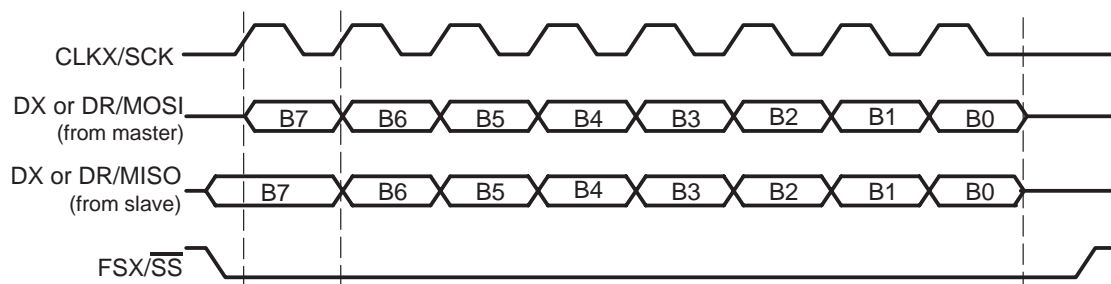 CLKX/SCK
DX or DR/MOSI
(from master)
B7 B6 B5 B4 B3 B2 B1 B0
DX or DR/MISO
(from slave)
B7 B6 B5 B4 B3 B2 B1 B0
FSX/S̅S̅